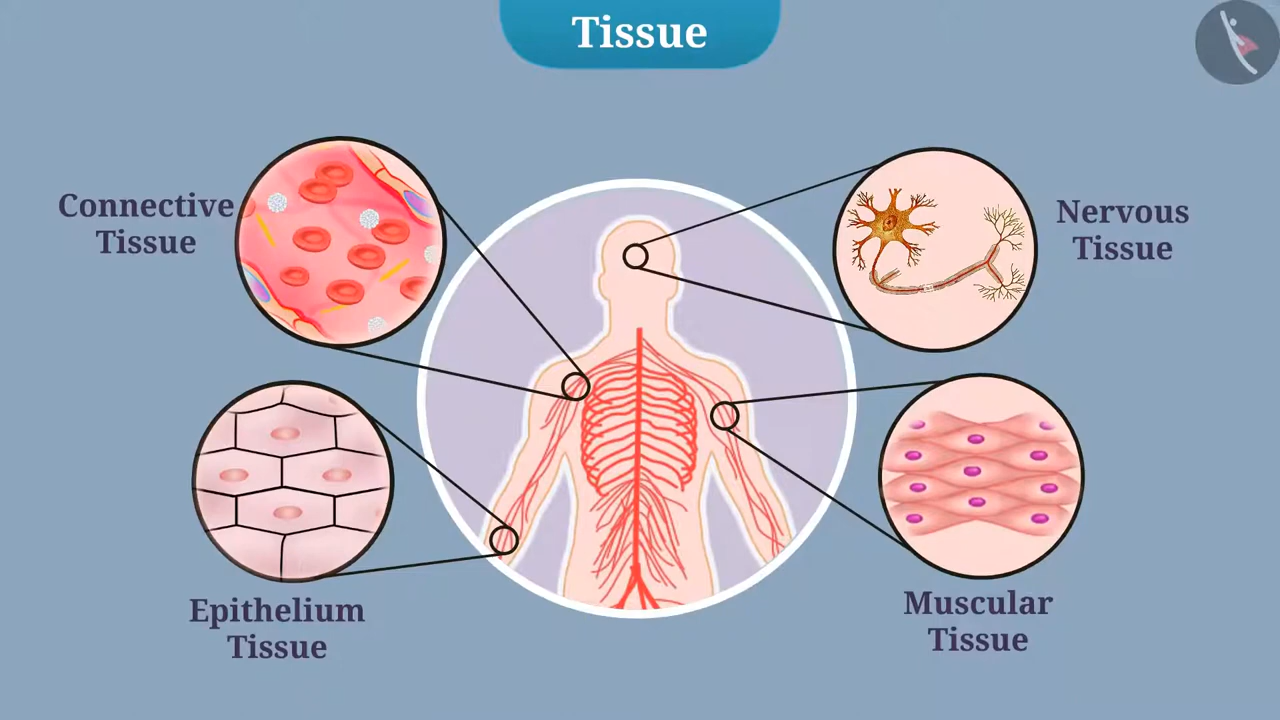 Tissue
Connective
Tissue
Nervous
Tissue
Epithelium
Tissue
Muscular
Tissue